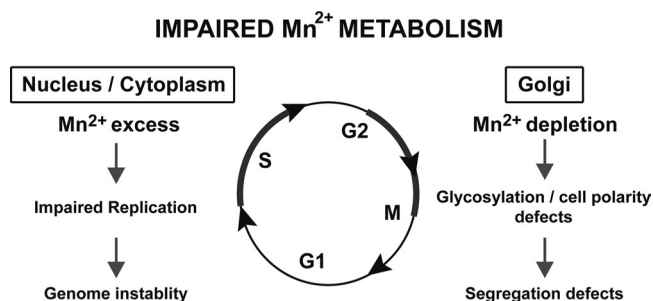 IMPAIRED Mn²⁺ METABOLISM
Nucleus / Cytoplasm
Mn²⁺ excess
Impaired Replication
Genome instablity
S
G2
M
G1
Golgi
Mn²⁺ depletion
Glycosylation / cell polarity
defects
Segregation defects